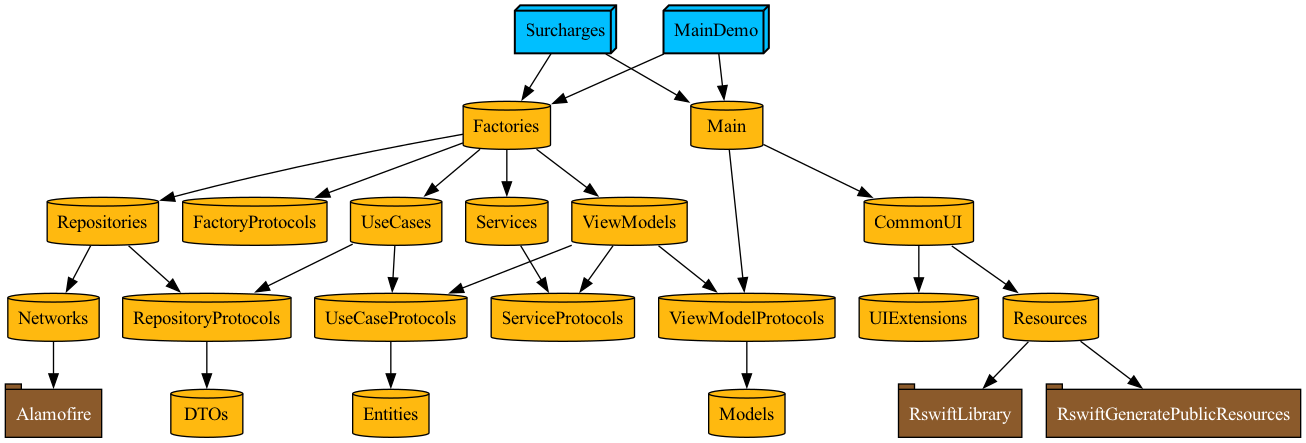 Surcharges
MainDemo
Factories
Main
Repositories
FactoryProtocols
UseCases
Services
ViewModels
CommonUI
Networks
RepositoryProtocols
UseCaseProtocols
ServiceProtocols
ViewModelProtocols
UIExtensions
Resources
Alamofire
DTOs
Entities
Models
RswiftLibrary
RswiftGeneratePublicResources